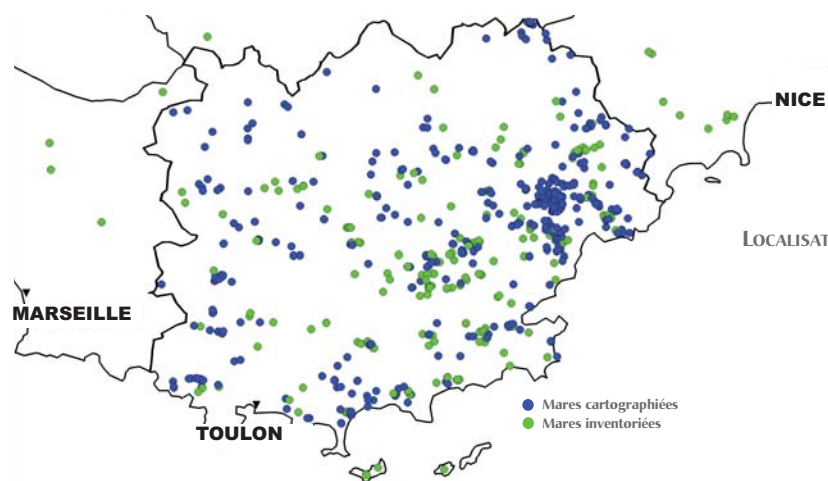 NICE
LOCALISAT
MARSEILLE
Mares cartographiées
Mares inventoriées
TOULON